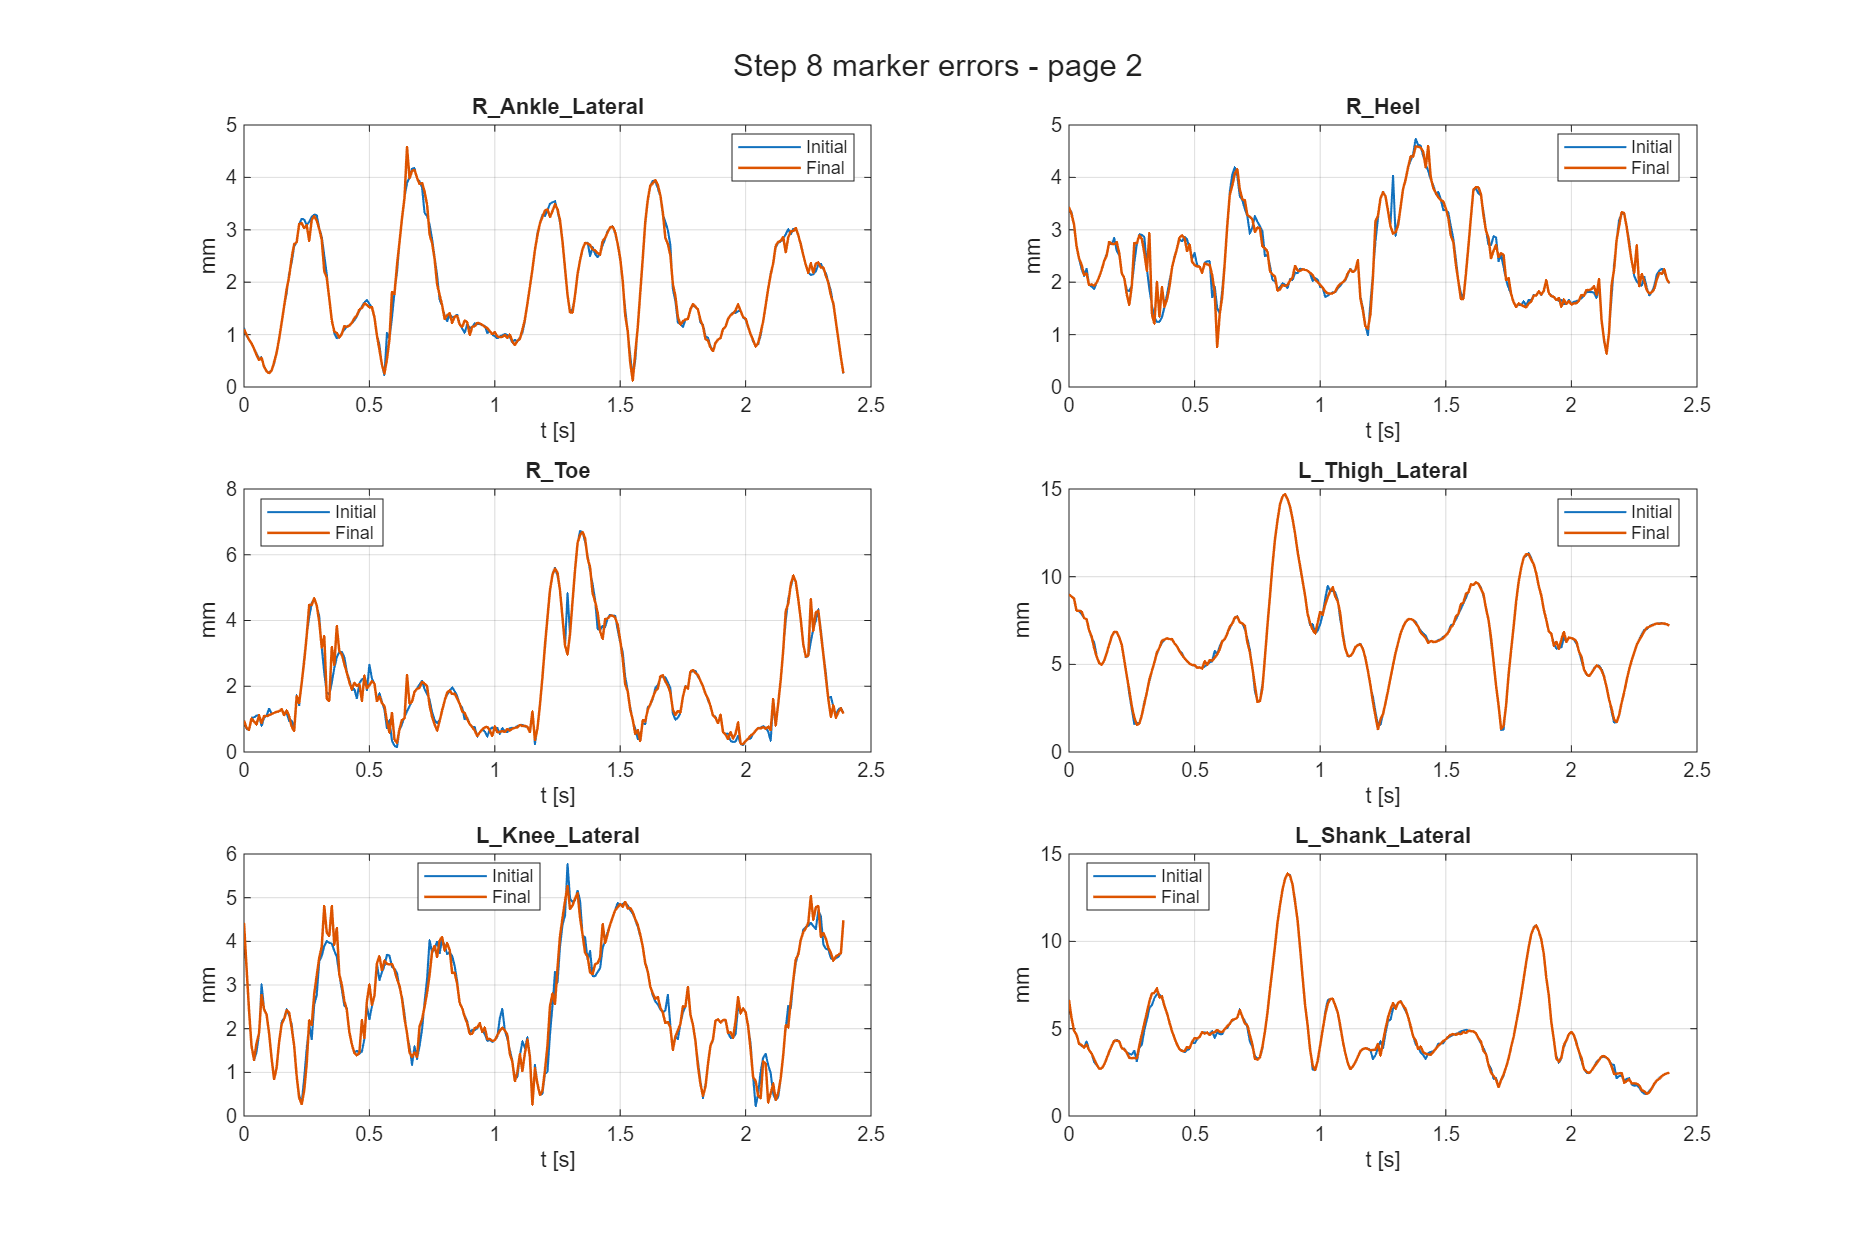 Step 8 marker errors - page 2
R_Ankle_Lateral
5
4
3
2
1
0
mm
0 0.5 1 1.5 2 2.5
t [s]
Initial
Final
R_Heel
5
4
3
2
1
0
mm
0 0.5 1 1.5 2 2.5
t [s]
Initial
Final
R_Toe
8
6
4
2
0
mm
0 0.5 1 1.5 2 2.5
t [s]
Initial
Final
L_Thigh_Lateral
15
10
5
0
mm
0 0.5 1 1.5 2 2.5
t [s]
Initial
Final
L_Knee_Lateral
6
5
4
3
2
1
0
mm
0 0.5 1 1.5 2 2.5
t [s]
Initial
Final
L_Shank_Lateral
15
10
5
0
mm
0 0.5 1 1.5 2 2.5
t [s]
Initial
Final